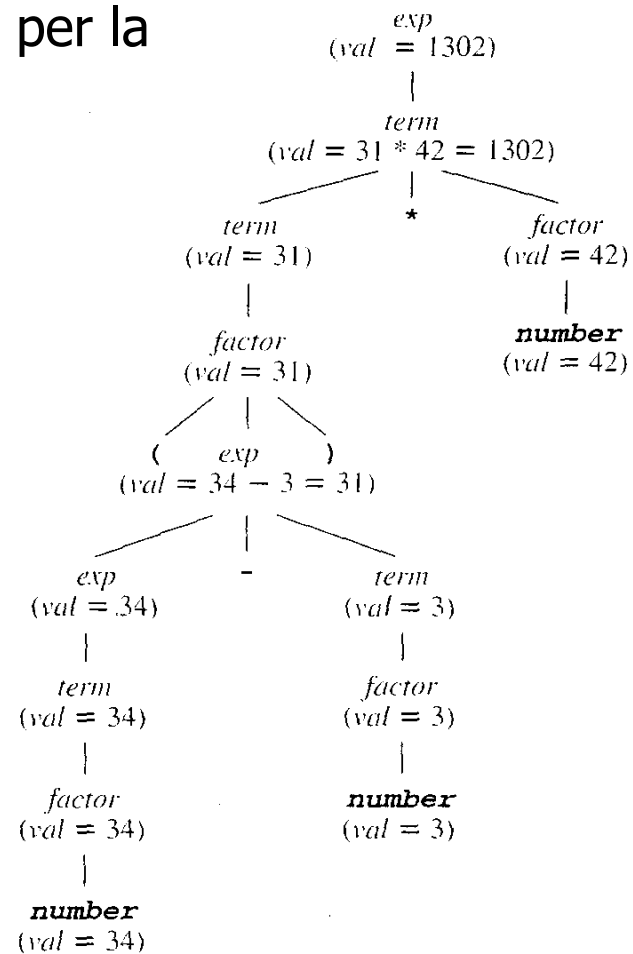 per la
exp
(val = 1302)
term
(val = 31 * 42 = 1302)
term * factor
(val = 31) (val = 42)
factor number
(val = 31) (val = 42)
( exp )
(val = 34 − 3 = 31)
exp - term
(val = 34) (val = 3)
term factor
(val = 34) (val = 3)
factor number
(val = 34) (val = 3)
number
(val = 34)